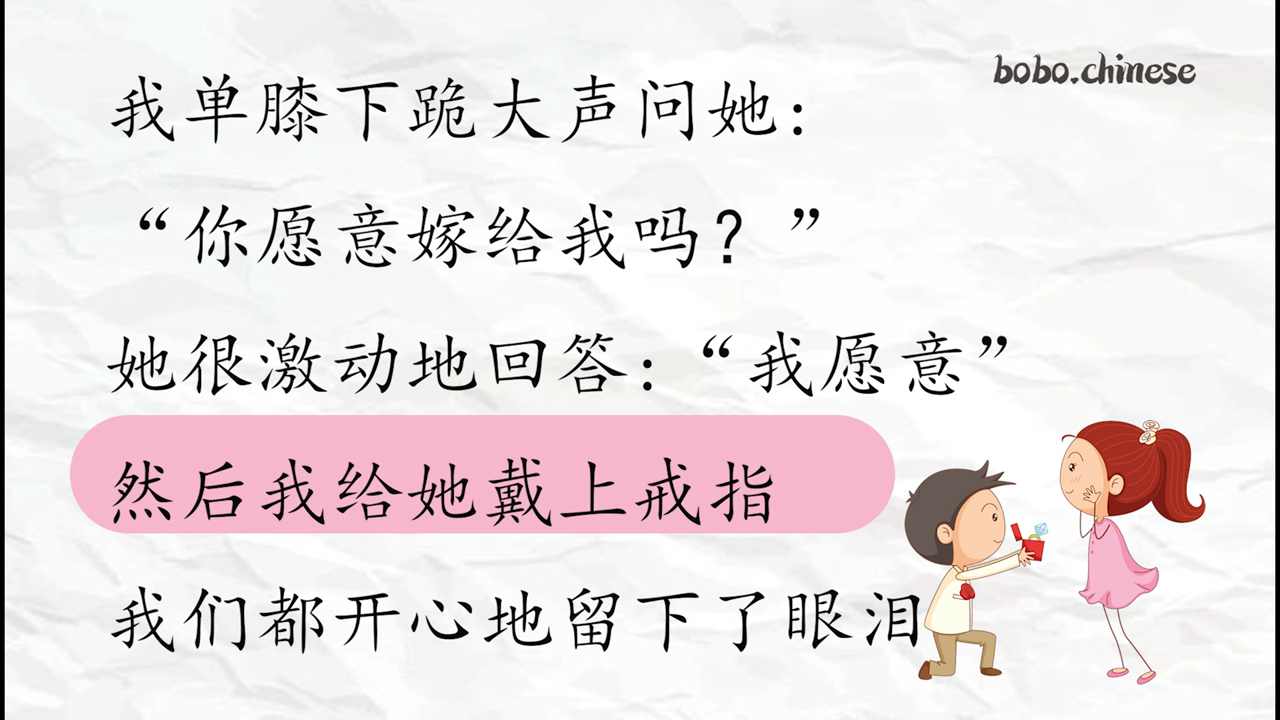 bobo.chinese
我单膝下跪大声问她：
“你愿意嫁给我吗？”
她很激动地回答：“我愿意”
然后我给她戴上戒指
我们都开心地留下了眼泪